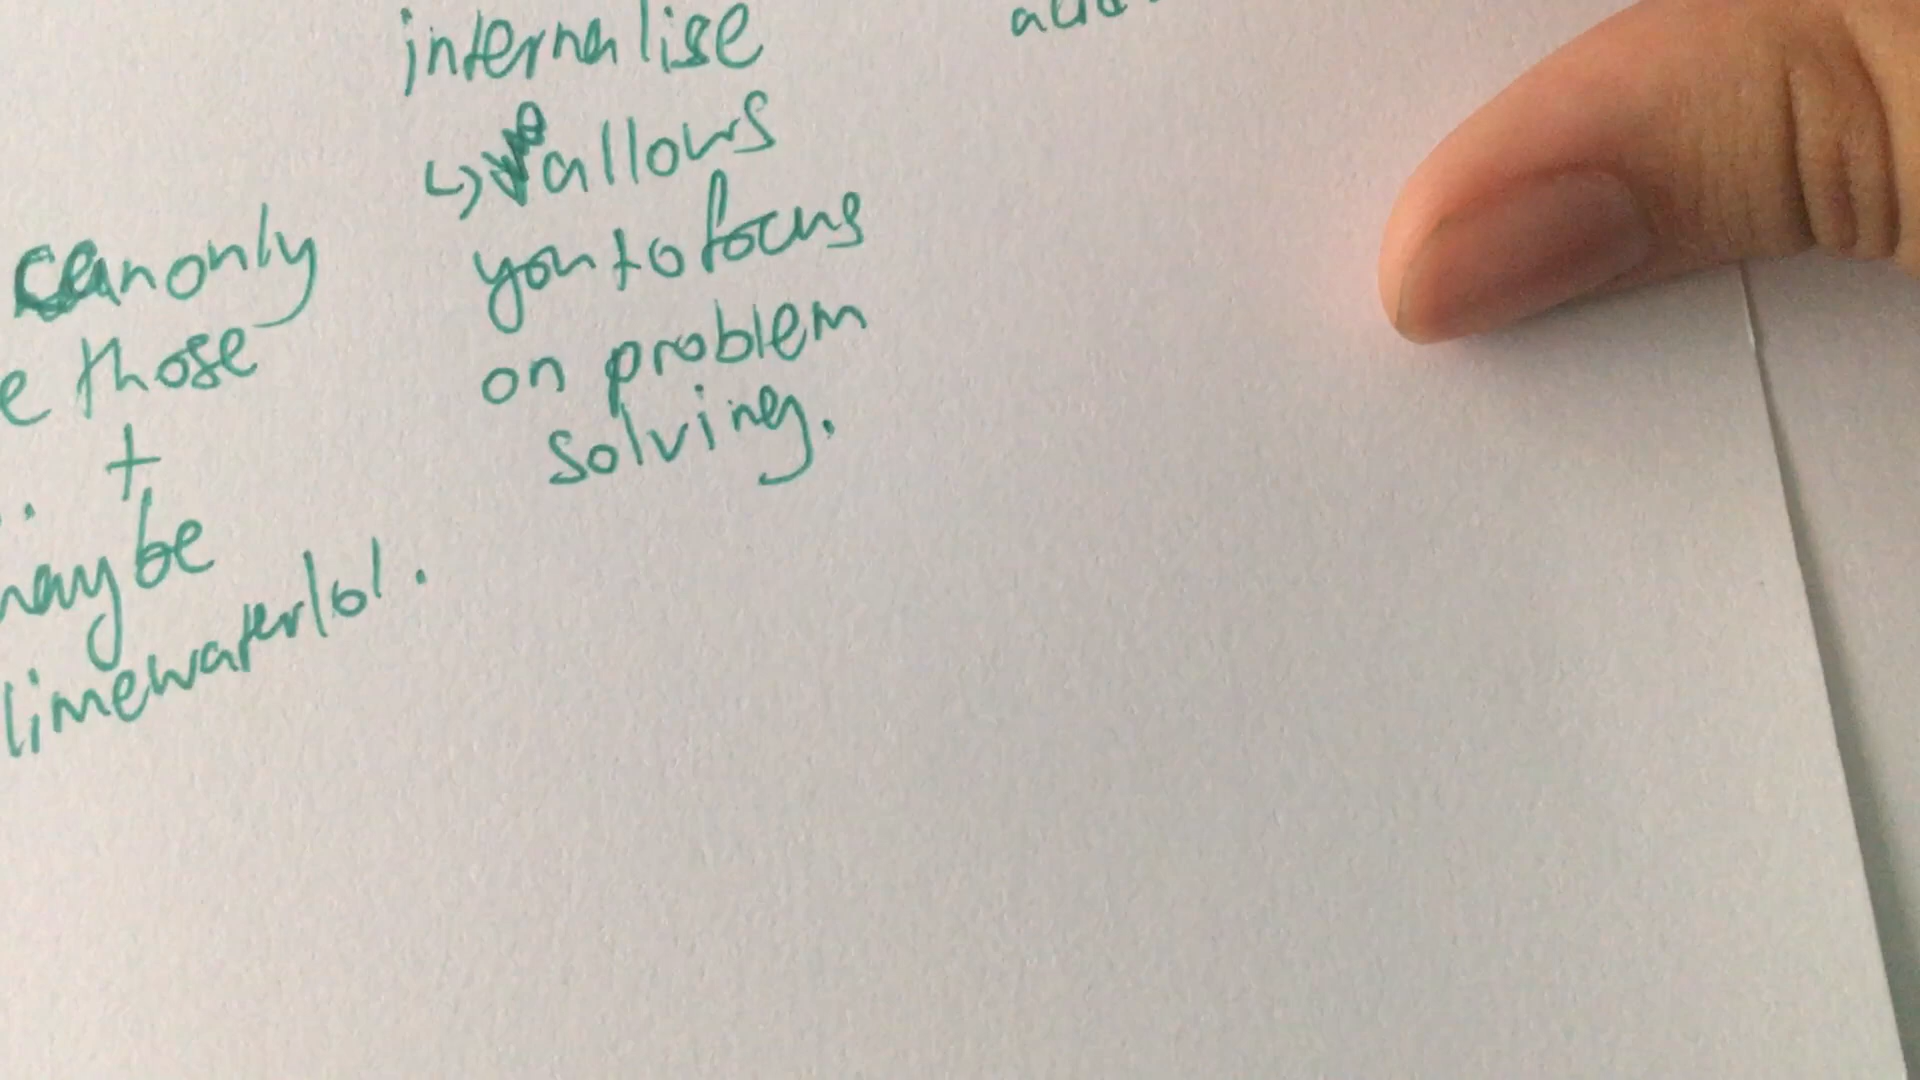 internalise
↳ allows
you to focus
on problem
solving.
can only
those
+
maybe
limewater lol.